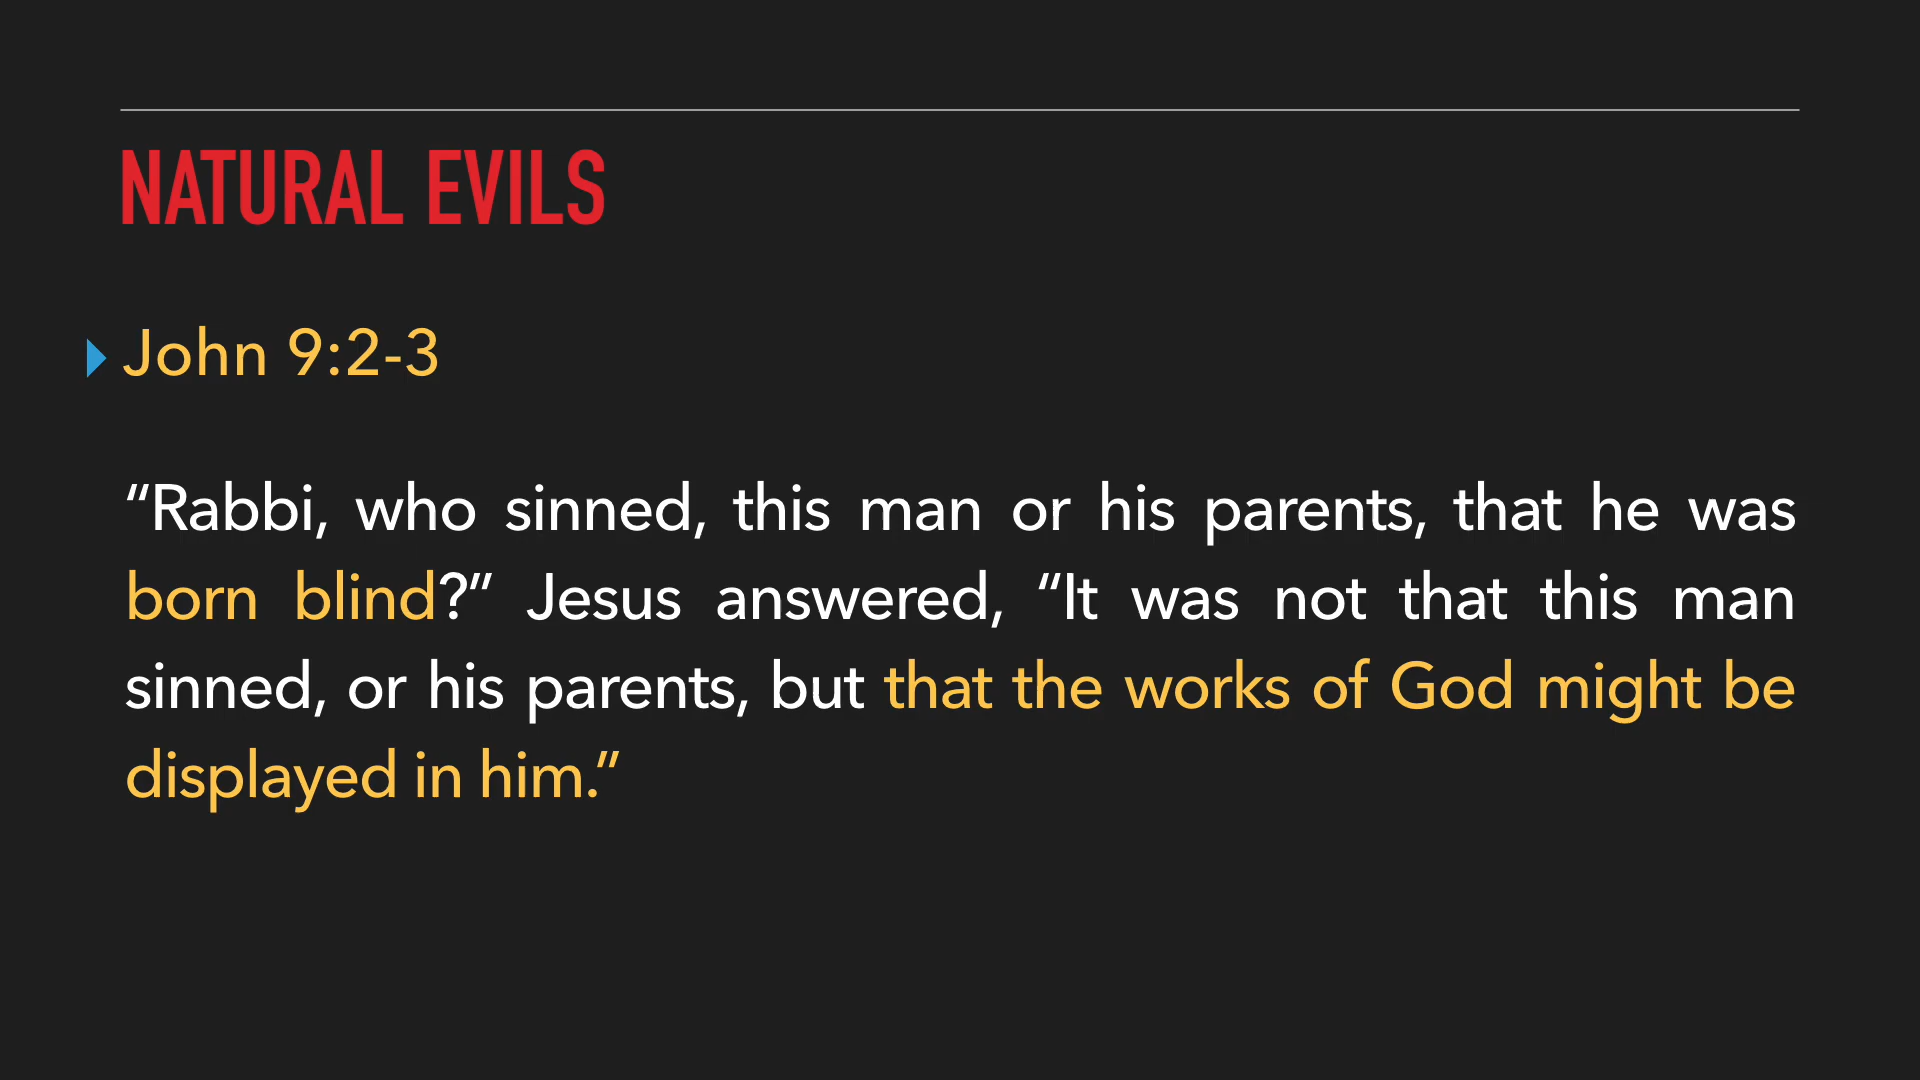 NATURAL EVILS
John 9:2-3
“Rabbi, who sinned, this man or his parents, that he was
born blind?” Jesus answered, “It was not that this man
sinned, or his parents, but that the works of God might be
displayed in him.”